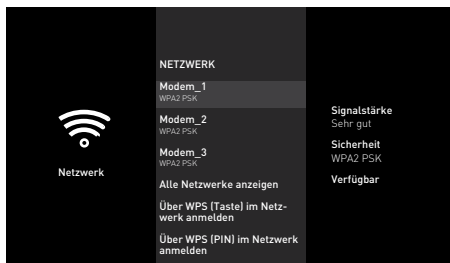 Netzwerk
NETZWERK
Modem_1
WPA2 PSK
Modem_2
WPA2 PSK
Modem_3
WPA2 PSK
Alle Netzwerke anzeigen
Über WPS (Taste) im Netz-
werk anmelden
Über WPS (PIN) im Netzwerk
anmelden
Signalstärke
Sehr gut
Sicherheit
WPA2 PSK
Verfügbar